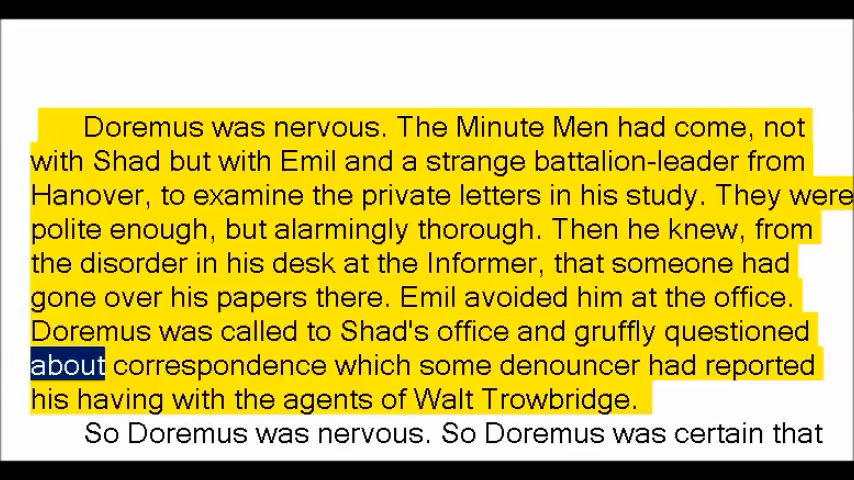 Doremus was nervous. The Minute Men had come, not
with Shad but with Emil and a strange battalion-leader from
Hanover, to examine the private letters in his study. They were
polite enough, but alarmingly thorough. Then he knew, from
the disorder in his desk at the Informer, that someone had
gone over his papers there. Emil avoided him at the office.
Doremus was called to Shad's office and gruffly questioned
about correspondence which some denouncer had reported
his having with the agents of Walt Trowbridge.
So Doremus was nervous. So Doremus was certain that